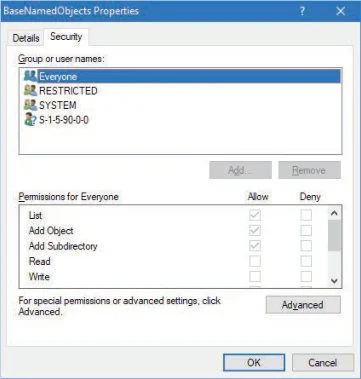 BaseNamedObjects Properties
Details Security
Group or user names:
Everyone
RESTRICTED
SYSTEM
S-1-5-90-0-0
Add... Remove
Permissions for Everyone Allow Deny
List
Add Object
Add Subdirectory
Read
Write
For special permissions or advanced settings, click
Advanced.
Advanced
OK Cancel